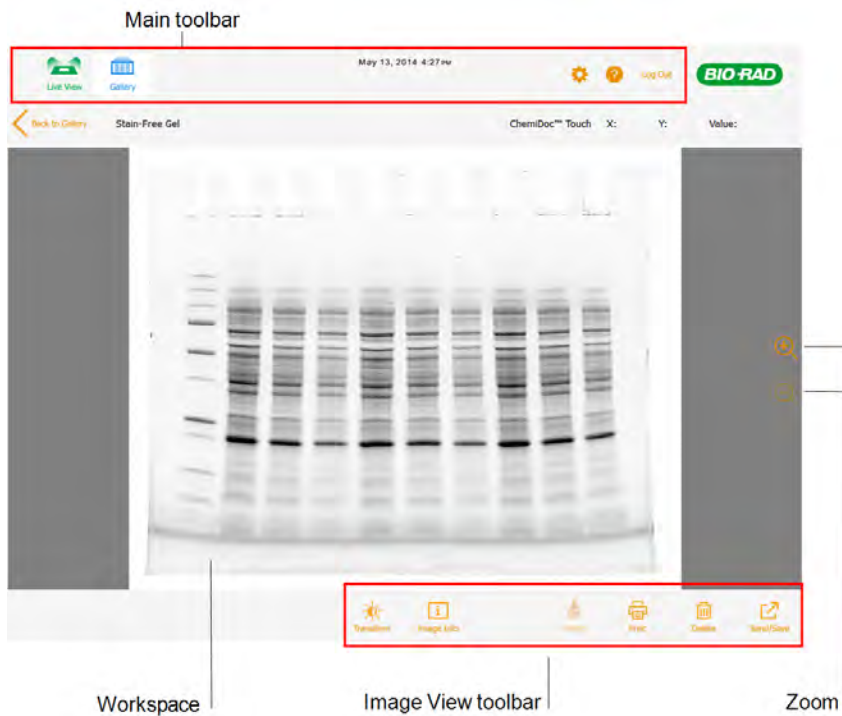 Main toolbar
May 13, 2014 4:27 PM
Live View
Gallery
Log Out
BIO-RAD
Back to Gallery
Stain-Free Gel
ChemiDoc™ Touch X: Y: Value:
Transform
Image Info
Print
Delete
Send/Save
Workspace
Image View toolbar
Zoom